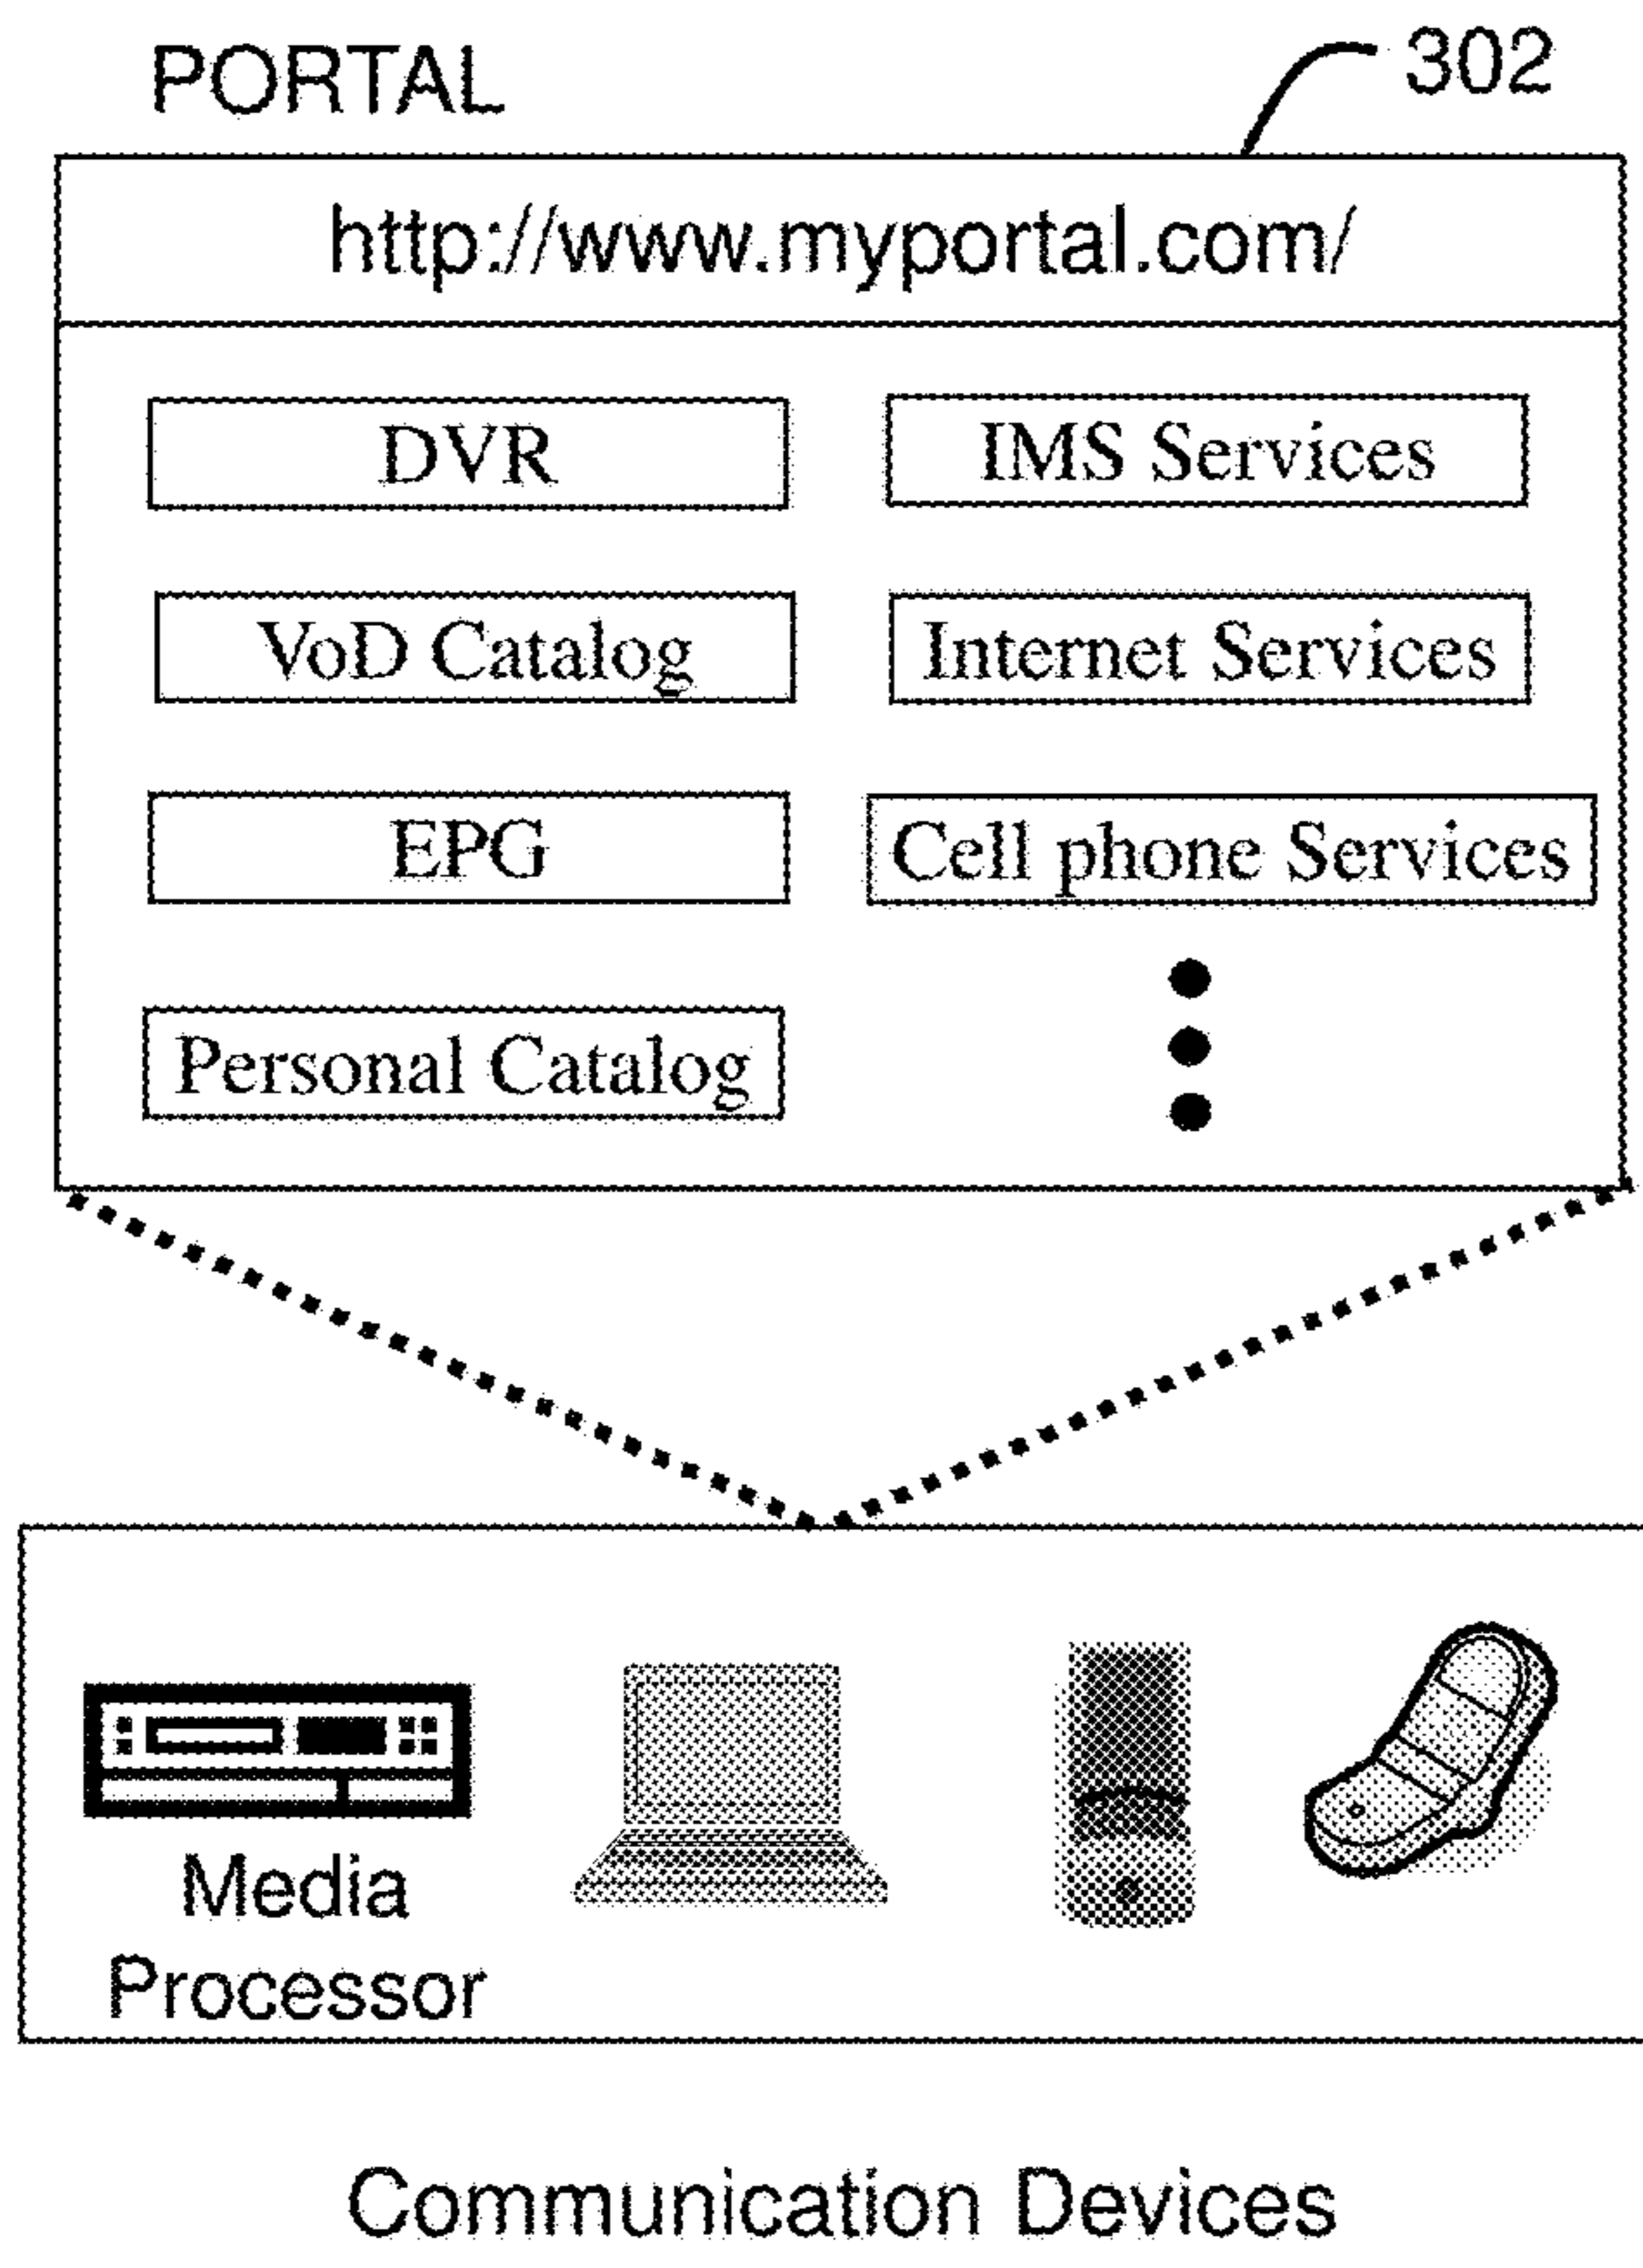 PORTAL
302
http://www.myportal.com/
DVR
IMS Services
VoD Catalog
Internet Services
EPG
Cell phone Services
Personal Catalog
Media
Processor
Communication Devices